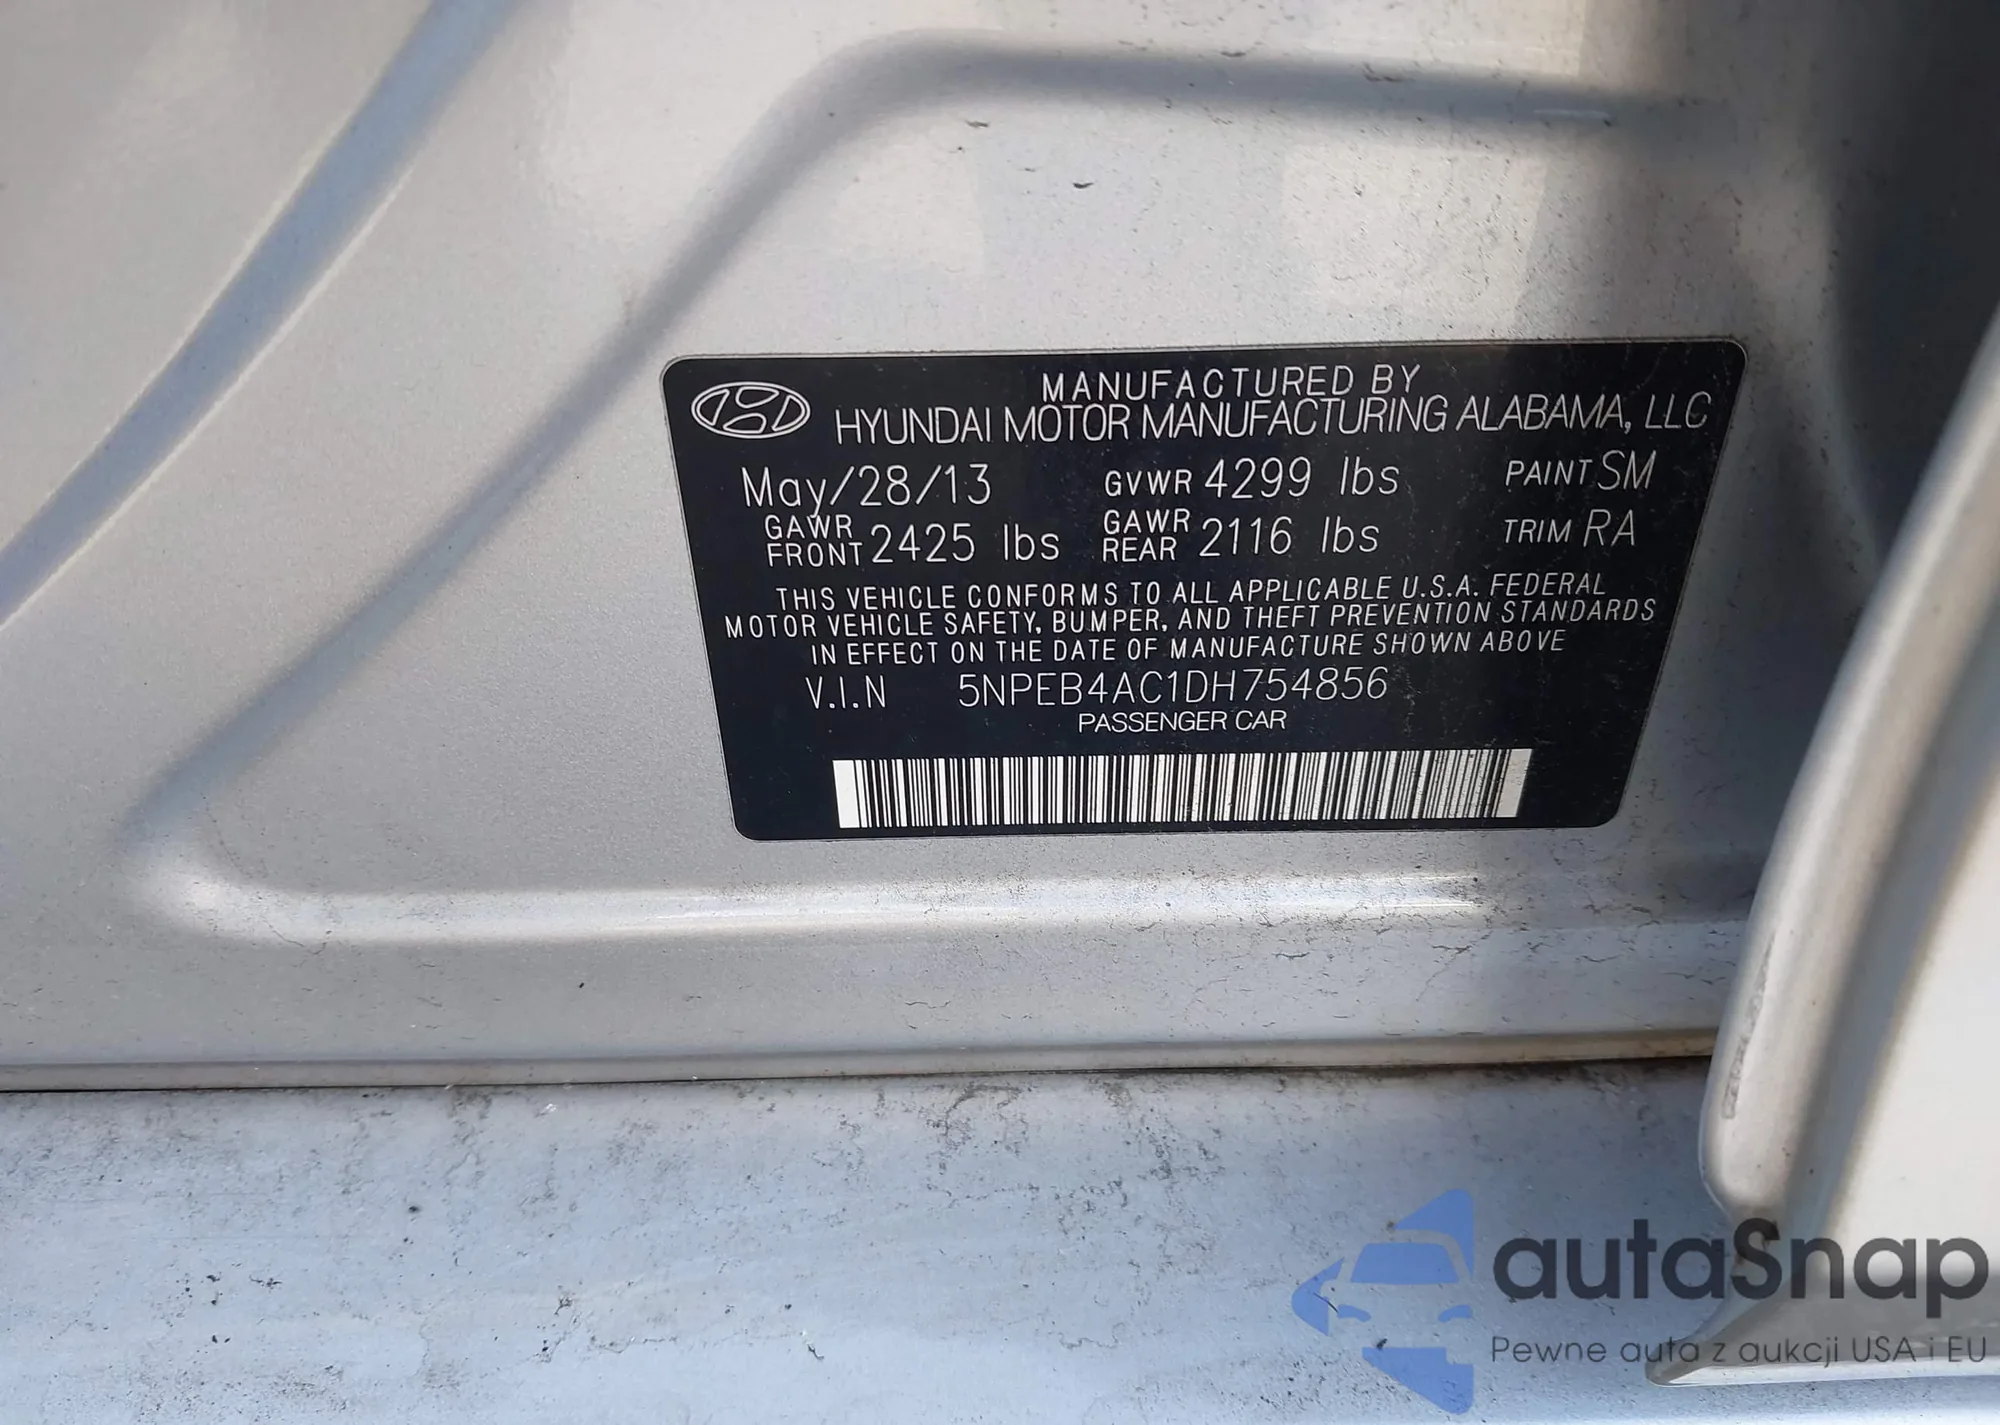 MANUFACTURED BY
HYUNDAI MOTOR MANUFACTURING ALABAMA, LLC
May/28/13 GVWR 4299 lbs PAINT SM
GAWR FRONT 2425 lbs GAWR REAR 2116 lbs TRIM RA
THIS VEHICLE CONFORMS TO ALL APPLICABLE U.S.A. FEDERAL
MOTOR VEHICLE SAFETY, BUMPER, AND THEFT PREVENTION STANDARDS
IN EFFECT ON THE DATE OF MANUFACTURE SHOWN ABOVE
V.I.N 5NPEB4AC1DH754856
PASSENGER CAR
autaSnap
Pewne auta z aukcji USA i EU